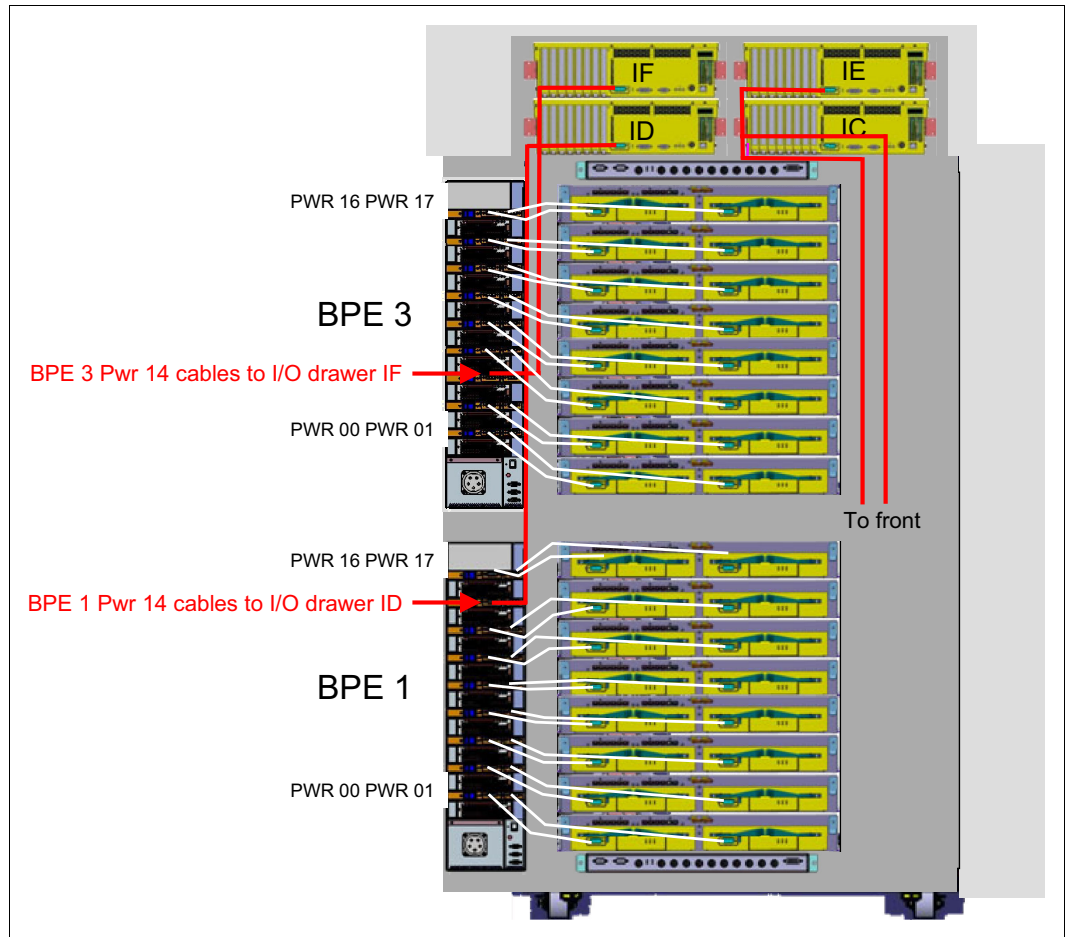 IF
IE
ID
IC
PWR 16 PWR 17
BPE 3
BPE 3 Pwr 14 cables to I/O drawer IF
PWR 00 PWR 01
To front
PWR 16 PWR 17
BPE 1 Pwr 14 cables to I/O drawer ID
BPE 1
PWR 00 PWR 01